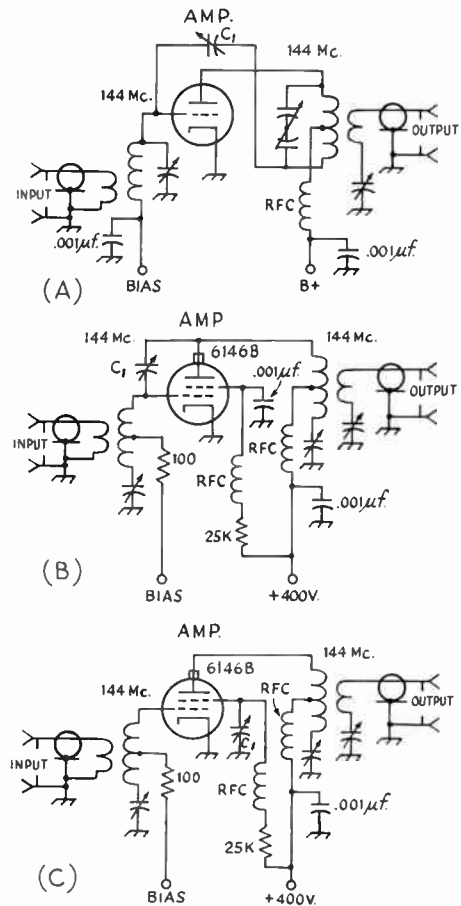 AMP.
C1
144 Mc.
144 Mc.
INPUT
OUTPUT
RFC
.001μf.
.001μf.
(A)
BIAS
B+
AMP
144 Mc.
6146B
144 Mc.
C1
.001μf.
INPUT
OUTPUT
100
RFC
RFC
.001μf.
25K
(B)
BIAS
+400V.
AMP.
6146B
144 Mc.
144 Mc.
RFC
C1
INPUT
OUTPUT
100
RFC
.001μf.
25K
(C)
BIAS
+400V.